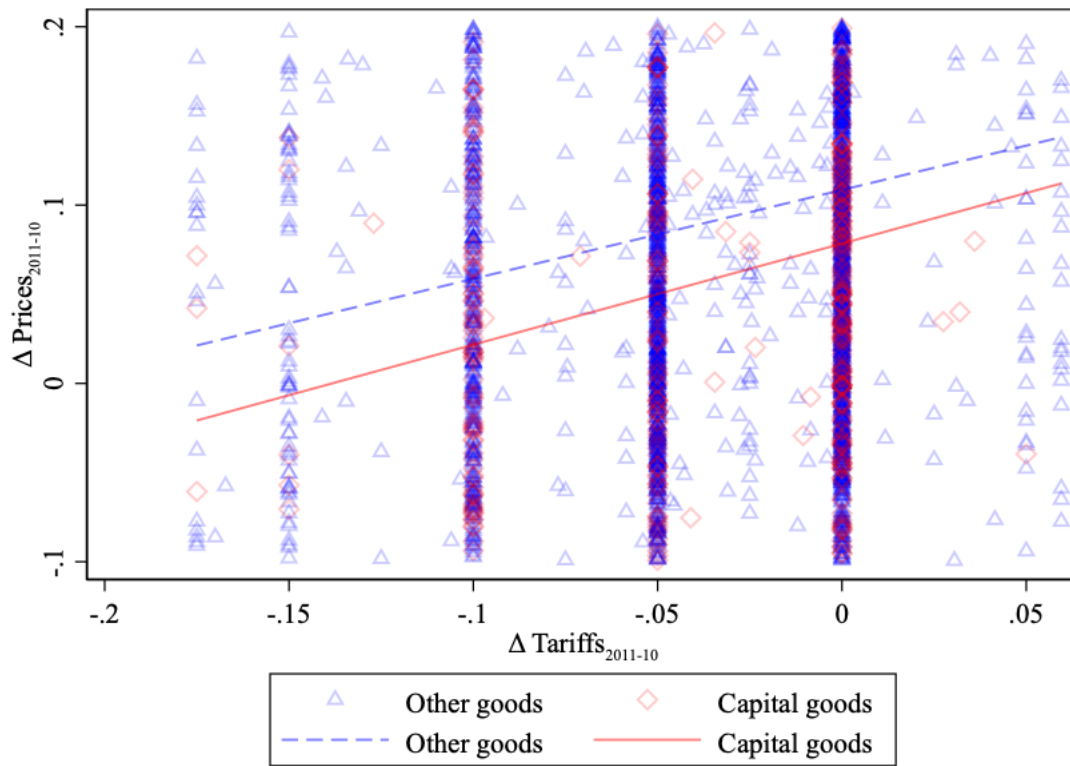 .2
.1
0
-.1
Δ Prices2011-10
-.2 -.15 -.1 -.05 0 .05
Δ Tariffs2011-10
Other goods Capital goods
Other goods Capital goods